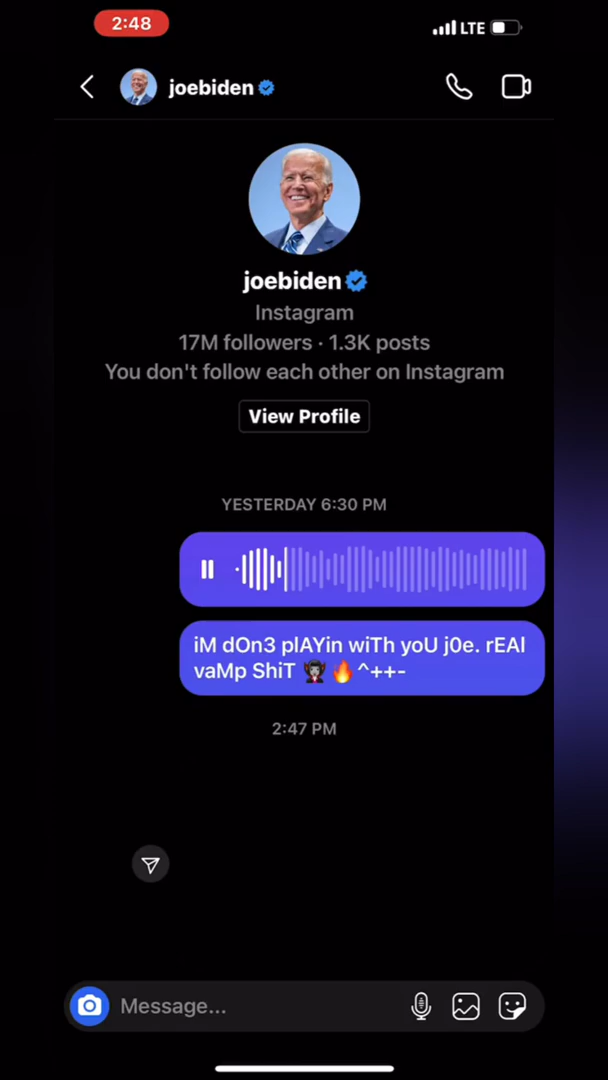 2:48
LTE
joebiden
joebiden
Instagram
17M followers · 1.3K posts
You don't follow each other on Instagram
View Profile
YESTERDAY 6:30 PM
iM dOn3 plAYin wiTh yoU j0e. rEAl
vaMp ShiT 🧛🏻‍♀️ 🔥 ^++-
2:47 PM
Message...